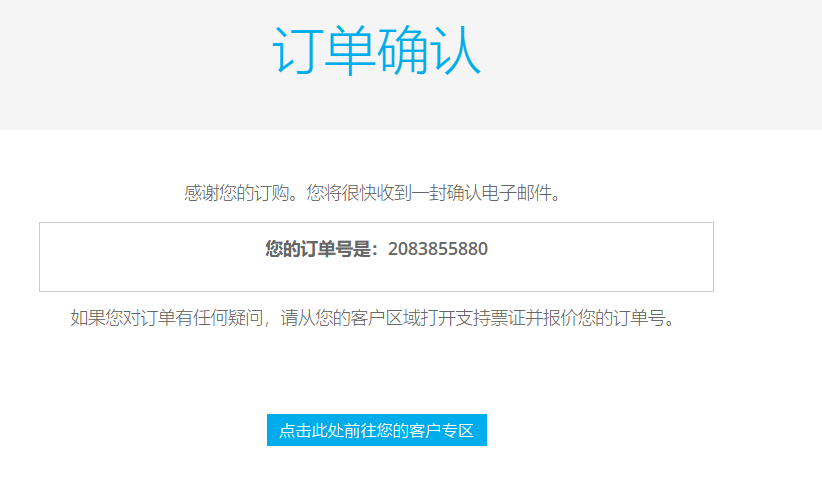 订单确认
感谢您的订购。您将很快收到一封确认电子邮件。
您的订单号是：2083855880
如果您对订单有任何疑问，请从您的客户区域打开支持票证并报价您的订单号。
点击此处前往您的客户专区